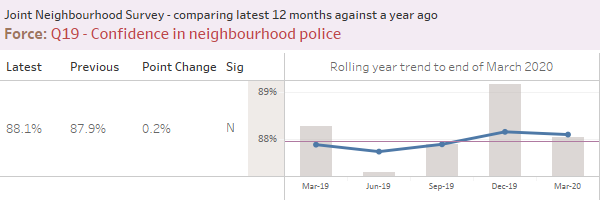 Joint Neighbourhood Survey - comparing latest 12 months against a year ago
Force: Q19 - Confidence in neighbourhood police
Latest Previous Point Change Sig Rolling year trend to end of March 2020
89%
88.1% 87.9% 0.2% N
88%
Mar-19 Jun-19 Sep-19 Dec-19 Mar-20